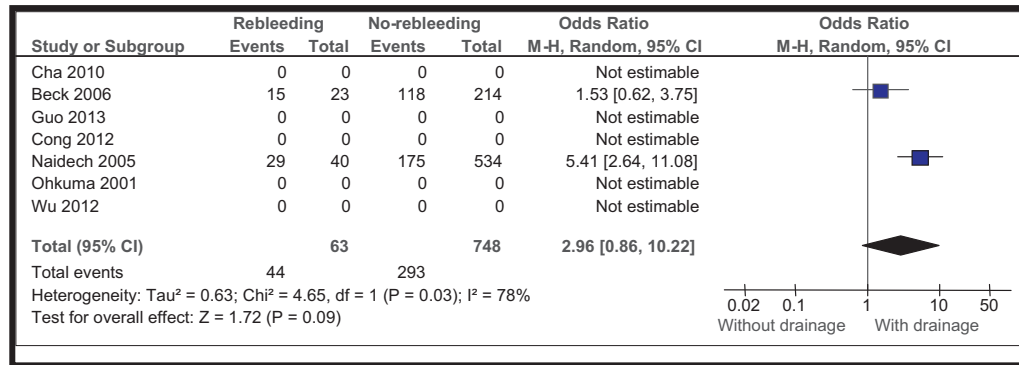 Rebleeding No-rebleeding Odds Ratio Odds Ratio
Study or Subgroup Events Total Events Total M-H, Random, 95% CI M-H, Random, 95% CI
Cha 2010 0 0 0 0 Not estimable
Beck 2006 15 23 118 214 1.53 [0.62, 3.75]
Guo 2013 0 0 0 0 Not estimable
Cong 2012 0 0 0 0 Not estimable
Naidech 2005 29 40 175 534 5.41 [2.64, 11.08]
Ohkuma 2001 0 0 0 0 Not estimable
Wu 2012 0 0 0 0 Not estimable
Total (95% CI) 63 748 2.96 [0.86, 10.22]
Total events 44 293
Heterogeneity: Tau² = 0.63; Chi² = 4.65, df = 1 (P = 0.03); I² = 78%
Test for overall effect: Z = 1.72 (P = 0.09)
0.02 0.1 1 10 50
Without drainage With drainage